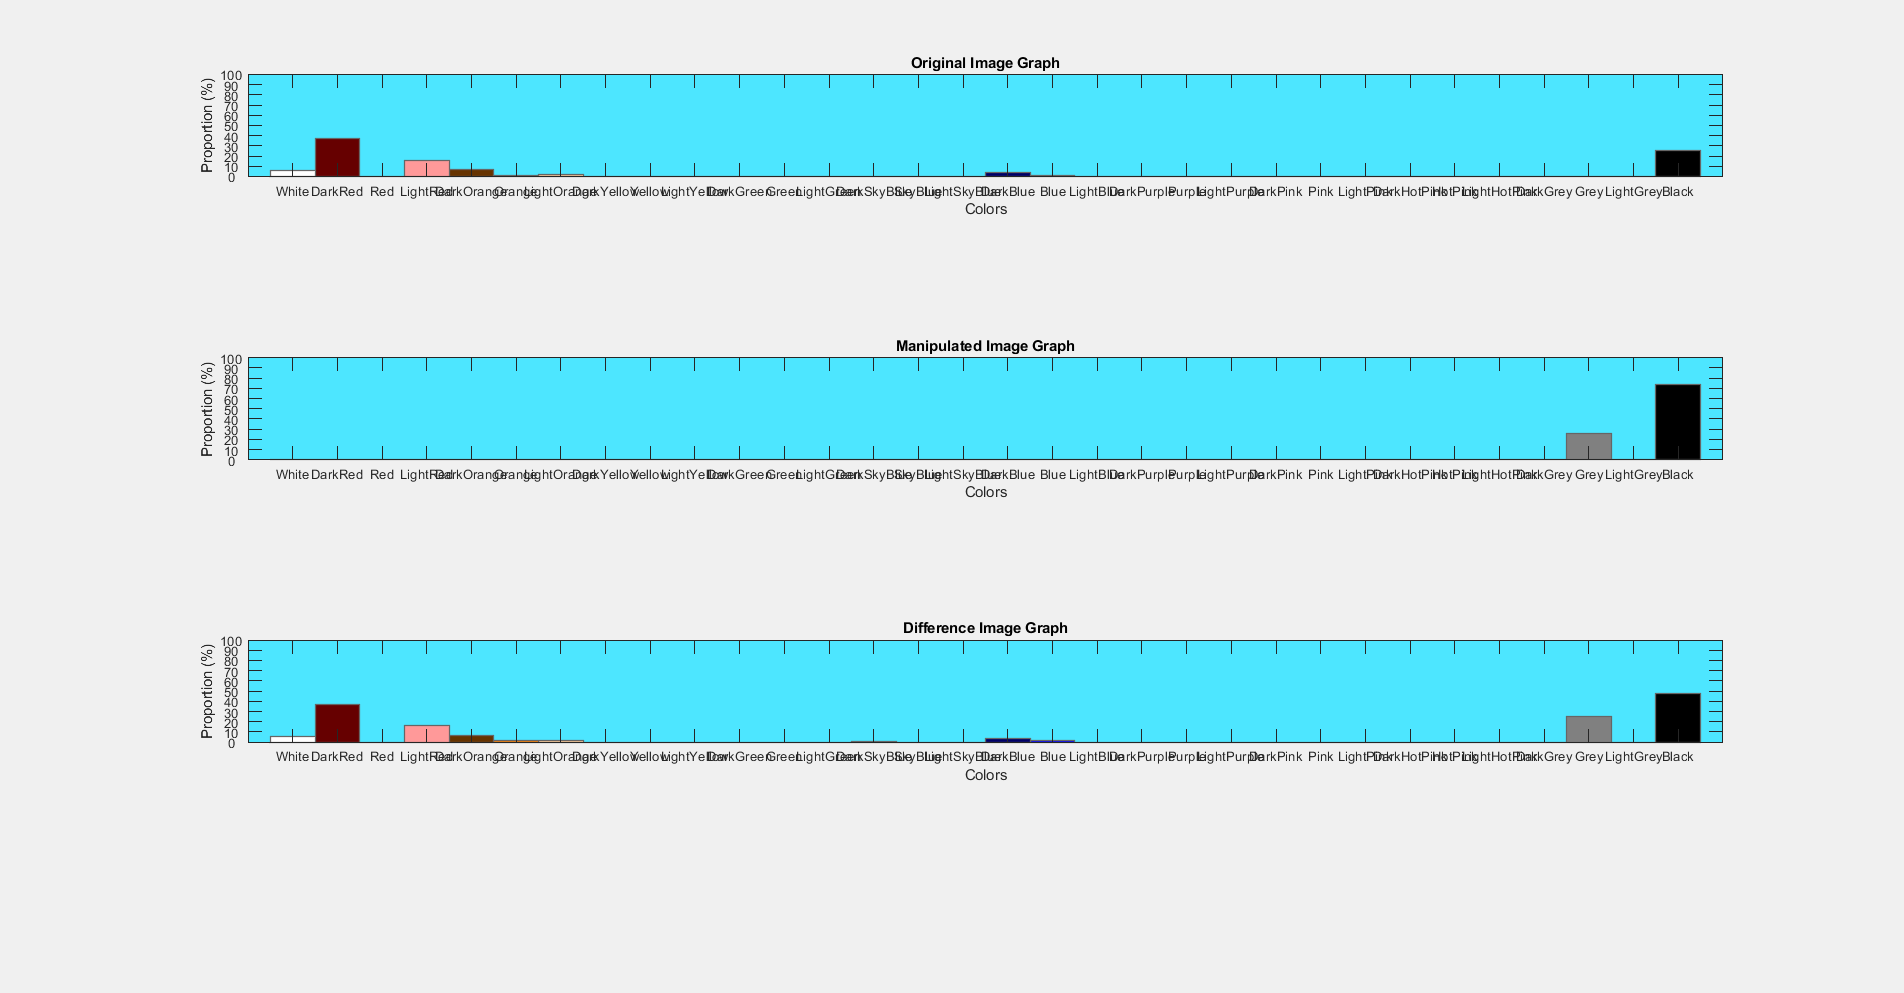 Original Image Graph
100
90
80
70
60
50
40
30
20
10
0
Proportion (%)
White DarkRed Red LightRed DarkOrange Orange LightOrange DarkYellow Yellow LightYellow DarkGreen Green LightGreen DarkSkyBlue SkyBlue LightSkyBlue DarkBlue Blue LightBlue DarkPurple Purple LightPurple DarkPink Pink LightPink DarkHotPink HotPink LightHotPink DarkGrey Grey LightGrey Black
Colors
Manipulated Image Graph
100
90
80
70
60
50
40
30
20
10
0
Proportion (%)
White DarkRed Red LightRed DarkOrange Orange LightOrange DarkYellow Yellow LightYellow DarkGreen Green LightGreen DarkSkyBlue SkyBlue LightSkyBlue DarkBlue Blue LightBlue DarkPurple Purple LightPurple DarkPink Pink LightPink DarkHotPink HotPink LightHotPink DarkGrey Grey LightGrey Black
Colors
Difference Image Graph
100
90
80
70
60
50
40
30
20
10
0
Proportion (%)
White DarkRed Red LightRed DarkOrange Orange LightOrange DarkYellow Yellow LightYellow DarkGreen Green LightGreen DarkSkyBlue SkyBlue LightSkyBlue DarkBlue Blue LightBlue DarkPurple Purple LightPurple DarkPink Pink LightPink DarkHotPink HotPink LightHotPink DarkGrey Grey LightGrey Black
Colors